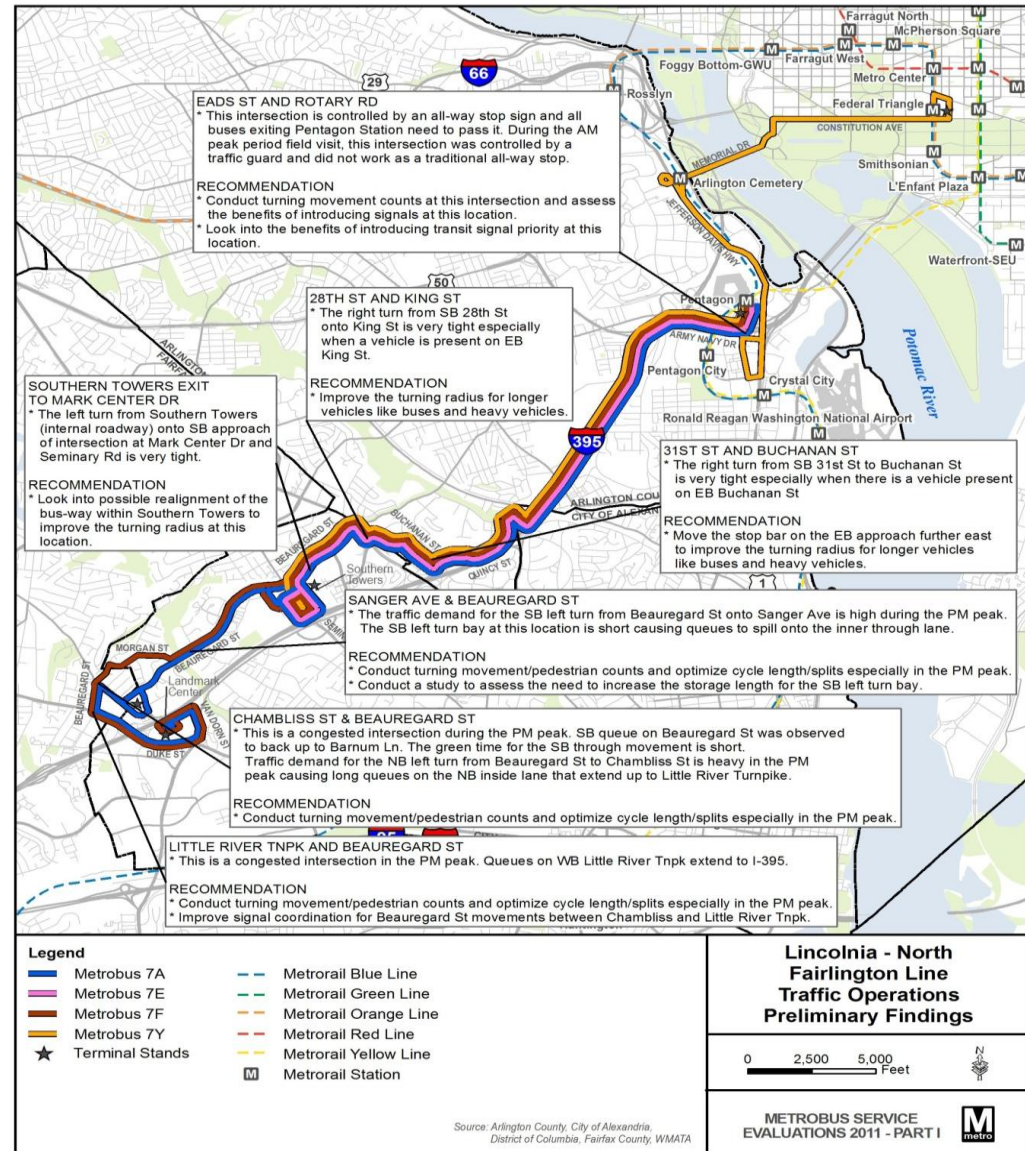 Farragut North
McPherson Square
Farragut West
Foggy Bottom-GWU
Metro Center
Rosslyn
Federal Triangle
CONSTITUTION AVE
Smithsonian
L'Enfant Plaza
Waterfront-SEU
MEMORIAL DR
Arlington Cemetery
JEFFERSON DAVIS HWY
66
29
EADS ST AND ROTARY RD
* This intersection is controlled by an all-way stop sign and all
buses exiting Pentagon Station need to pass it. During the AM
peak period field visit, this intersection was controlled by a
traffic guard and did not work as a traditional all-way stop.
RECOMMENDATION
* Conduct turning movement counts at this intersection and assess
the benefits of introducing signals at this location.
* Look into the benefits of introducing transit signal priority at this
location.
50
Pentagon
ARMY NAVY DR
Pentagon City
Crystal City
Ronald Reagan Washington National Airport
Potomac River
28TH ST AND KING ST
* The right turn from SB 28th St
onto King St is very tight especially
when a vehicle is present on EB
King St.
RECOMMENDATION
* Improve the turning radius for longer
vehicles like buses and heavy vehicles.
SOUTHERN TOWERS EXIT
TO MARK CENTER DR
* The left turn from Southern Towers
(internal roadway) onto SB approach
of intersection at Mark Center Dr and
Seminary Rd is very tight.
RECOMMENDATION
* Look into possible realignment of the
bus-way within Southern Towers to
improve the turning radius at this
location.
395
31ST ST AND BUCHANAN ST
* The right turn from SB 31st St to Buchanan St
is very tight especially when there is a vehicle present
on EB Buchanan St
RECOMMENDATION
* Move the stop bar on the EB approach further east
to improve the turning radius for longer vehicles
like buses and heavy vehicles.
1
BEAUREGARD ST
BUCHANAN ST
QUINCY ST
Southern
Towers
SANGER AVE & BEAUREGARD ST
* The traffic demand for the SB left turn from Beauregard St onto Sanger Ave is high during the PM peak.
The SB left turn bay at this location is short causing queues to spill onto the inner through lane.
RECOMMENDATION
* Conduct turning movement/pedestrian counts and optimize cycle length/splits especially in the PM peak.
* Conduct a study to assess the need to increase the storage length for the SB left turn bay.
MORGAN ST
BEAUREGARD ST
BEAUREGARD ST
Landmark
Center
VAN DORN ST
DUKE ST
CHAMBLISS ST & BEAUREGARD ST
* This is a congested intersection during the PM peak. SB queue on Beauregard St was observed
to back up to Barnum Ln. The green time for the SB through movement is short.
Traffic demand for the NB left turn from Beauregard St to Chambliss St is heavy in the PM
peak causing long queues on the NB inside lane that extend up to Little River Turnpike.
RECOMMENDATION
* Conduct turning movement/pedestrian counts and optimize cycle length/splits especially in the PM peak.
LITTLE RIVER TNPK AND BEAUREGARD ST
* This is a congested intersection in the PM peak. Queues on WB Little River Tnpk extend to I-395.
RECOMMENDATION
* Conduct turning movement/pedestrian counts and optimize cycle length/splits especially in the PM peak.
* Improve signal coordination for Beauregard St movements between Chambliss and Little River Tnpk.
Legend
Metrobus 7A
Metrobus 7E
Metrobus 7F
Metrobus 7Y
Terminal Stands
Metrorail Blue Line
Metrorail Green Line
Metrorail Orange Line
Metrorail Red Line
Metrorail Yellow Line
M Metrorail Station
Source: Arlington County, City of Alexandria,
District of Columbia, Fairfax County, WMATA
Lincolnia - North
Fairlington Line
Traffic Operations
Preliminary Findings
0 2,500 5,000
Feet
N
METROBUS SERVICE
EVALUATIONS 2011 - PART I
M
metro